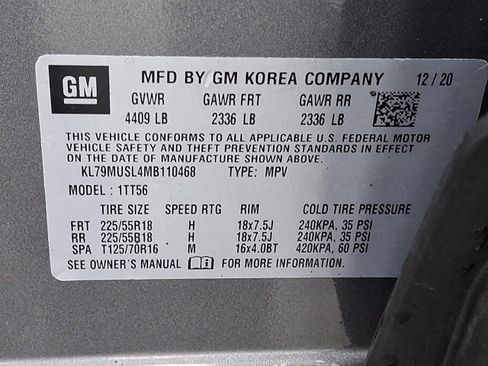 GM MFD BY GM KOREA COMPANY 12/20
GVWR GAWR FRT GAWR RR
4409 LB 2336 LB 2336 LB
THIS VEHICLE CONFORMS TO ALL APPLICABLE U.S. FEDERAL MOTOR
VEHICLE SAFETY AND THEFT PREVENTION STANDARDS IN EFFECT
ON THE DATE OF MANUFACTURE SHOWN ABOVE.
KL79MUSL4MB110468 TYPE: MPV
MODEL : 1TT56
TIRE SIZE SPEED RTG RIM COLD TIRE PRESSURE
FRT 225/55R18 H 18x7.5J 240KPA, 35 PSI
RR 225/55R18 H 18x7.5J 240KPA, 35 PSI
SPA T125/70R16 M 16x4.0BT 420KPA, 60 PSI
SEE OWNER'S MANUAL FOR MORE INFORMATION.